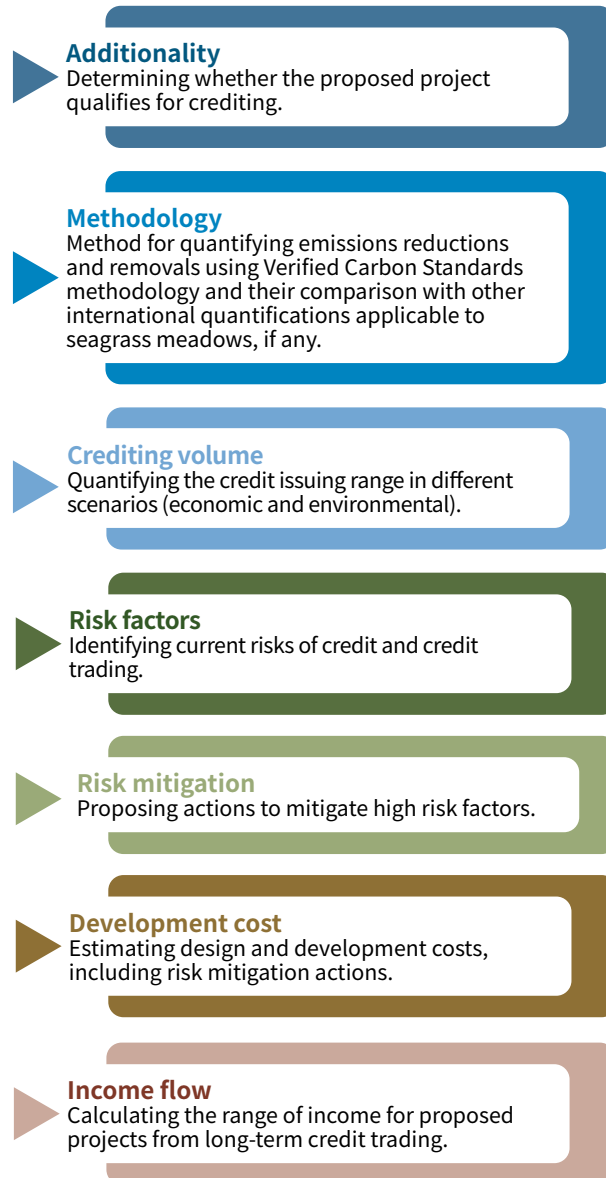 Additionality
Determining whether the proposed project
qualifies for crediting.
Methodology
Method for quantifying emissions reductions
and removals using Verified Carbon Standards
methodology and their comparison with other
international quantifications applicable to
seagrass meadows, if any.
Crediting volume
Quantifying the credit issuing range in different
scenarios (economic and environmental).
Risk factors
Identifying current risks of credit and credit
trading.
Risk mitigation
Proposing actions to mitigate high risk factors.
Development cost
Estimating design and development costs,
including risk mitigation actions.
Income flow
Calculating the range of income for proposed
projects from long-term credit trading.